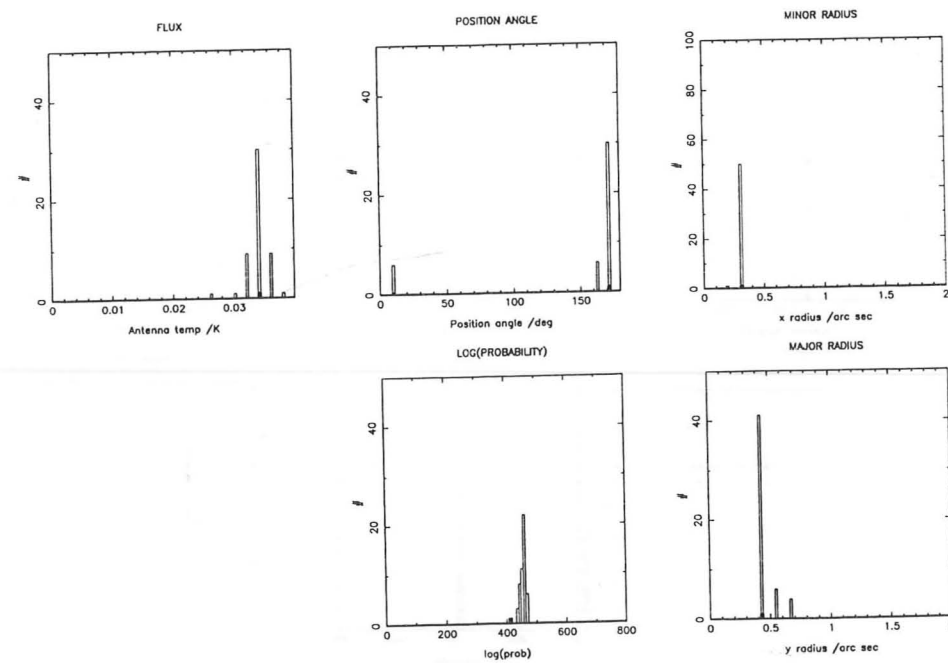 FLUX
40
20
0
#
0 0.01 0.02 0.03
Antenna temp /K
POSITION ANGLE
40
20
0
#
0 50 100 150
Position angle /deg
MINOR RADIUS
100
80
60
40
20
0
#
0 0.5 1 1.5 2
x radius /arc sec
LOG(PROBABILITY)
40
20
0
#
0 200 400 600 800
log(prob)
MAJOR RADIUS
40
20
0
#
0 0.5 1 1.5
y radius /arc sec